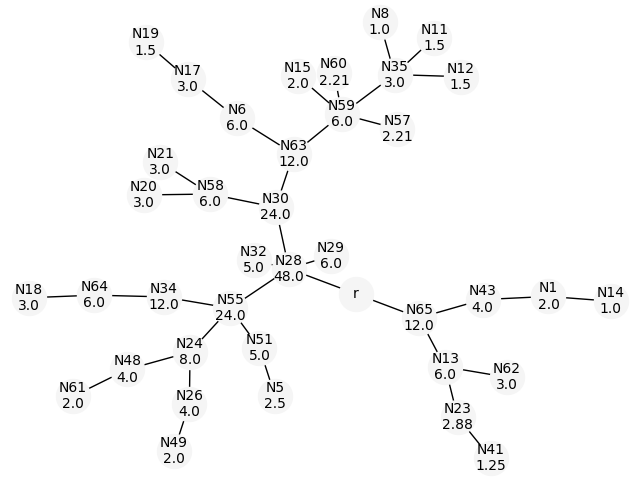 N8
1.0
N19
1.5
N11
1.5
N17
3.0
N15
2.0
N60
2.21
N35
3.0
N12
1.5
N6
6.0
N59
6.0
N57
2.21
N63
12.0
N21
3.0
N20
3.0
N58
6.0
N30
24.0
N32
5.0
N28
48.0
N29
6.0
N18
3.0
N64
6.0
N34
12.0
N55
24.0
r
N65
12.0
N43
4.0
N1
2.0
N14
1.0
N24
8.0
N51
5.0
N48
4.0
N13
6.0
N62
3.0
N61
2.0
N26
4.0
N5
2.5
N23
2.88
N49
2.0
N41
1.25